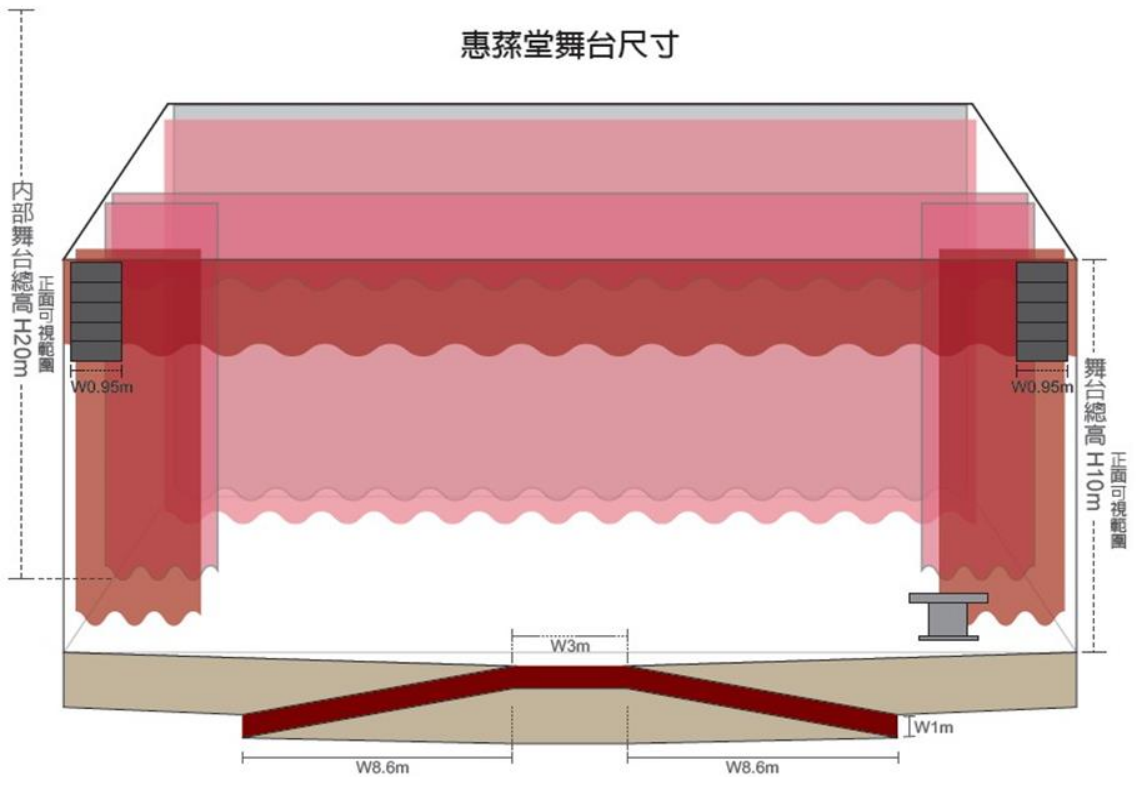 惠蓀堂舞台尺寸
内部舞台總高 H20m
正面可視範圍
W0.95m
W0.95m
舞台總高 H10m
正面可視範圍
W3m
W1m
W8.6m
W8.6m